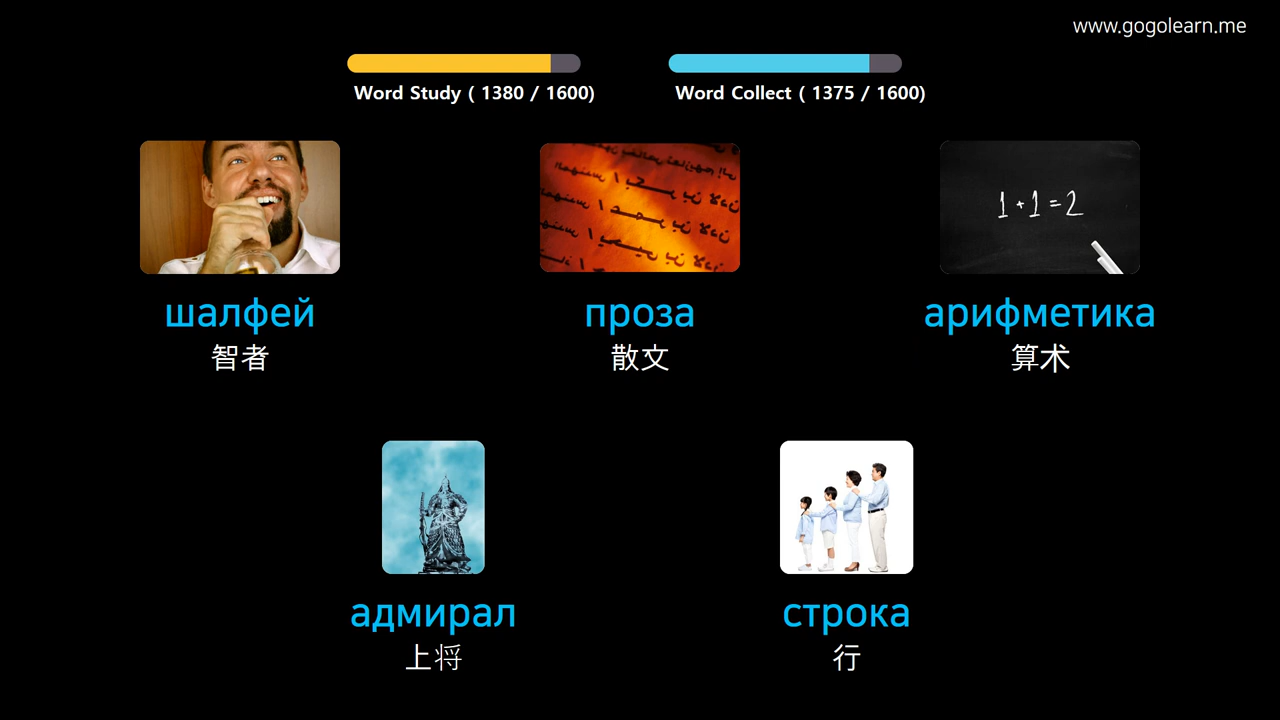 www.gogolearn.me
Word Study ( 1380 / 1600)
Word Collect ( 1375 / 1600)
1+1=2
шалфей
智者
проза
散文
арифметика
算术
адмирал
上将
строка
行